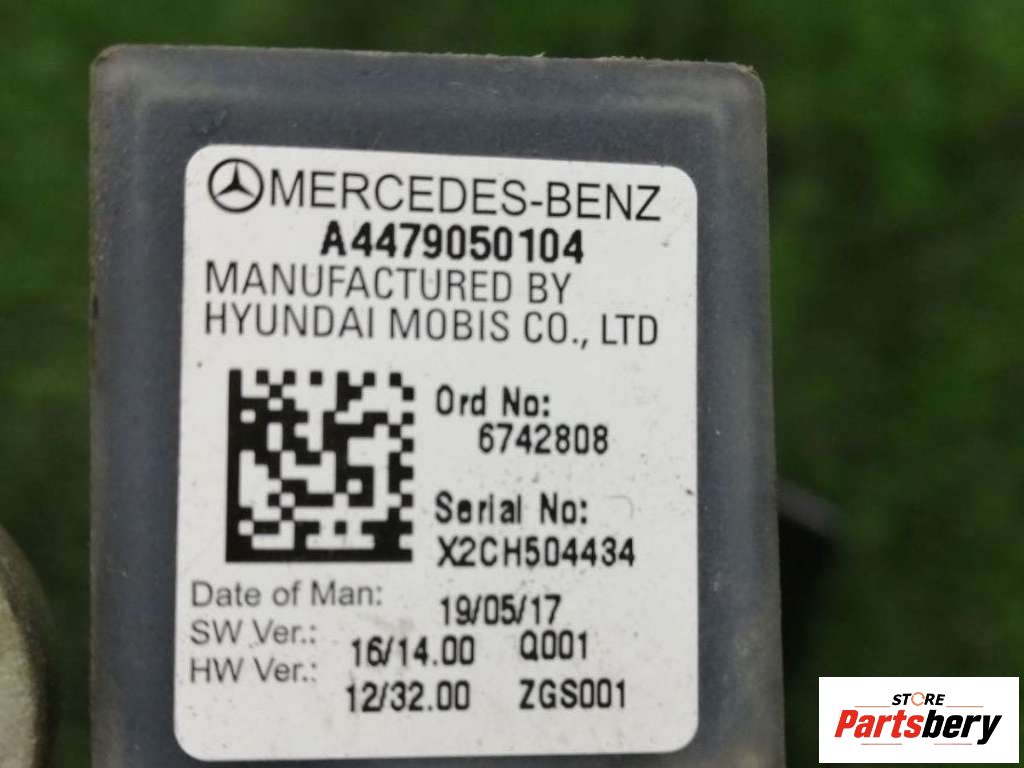 MERCEDES-BENZ
A4479050104
MANUFACTURED BY
HYUNDAI MOBIS CO., LTD
Ord No:
6742808
Serial No:
X2CH504434
Date of Man: 19/05/17
SW Ver.: 16/14.00 Q001
HW Ver.: 12/32.00 ZGS001
STORE
Partsbery